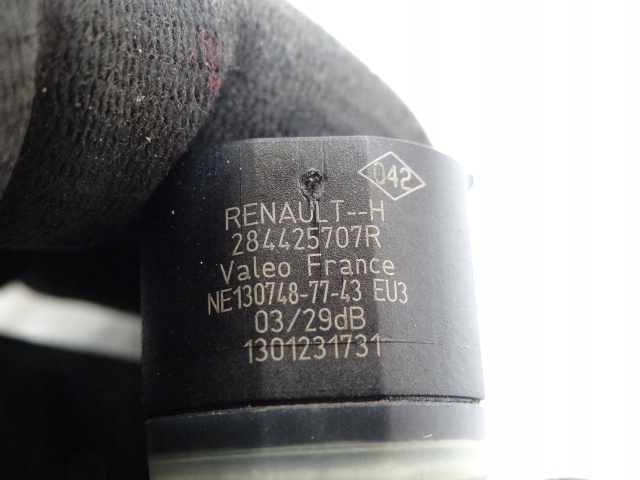 042
RENAULT--H
284425707R
Valeo France
NE130748-77-43 EU3
03/29dB
1301231731